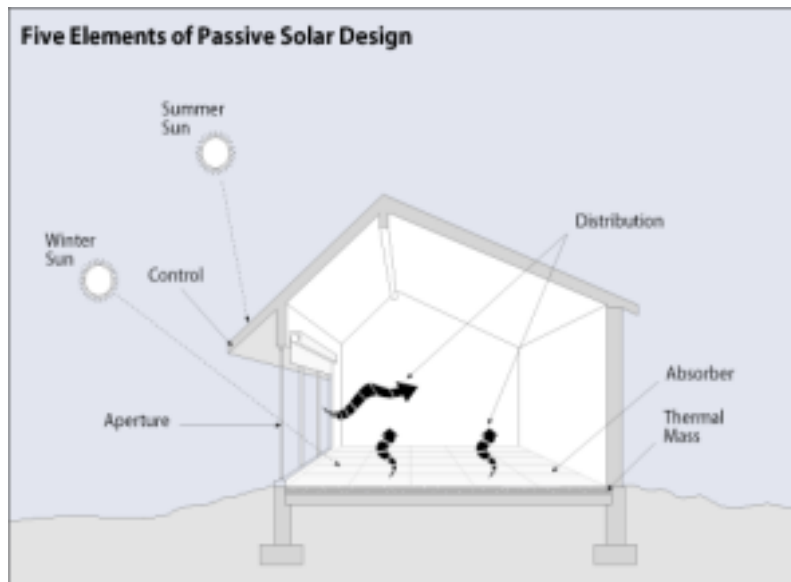 Five Elements of Passive Solar Design
Summer
Sun
Winter
Sun
Control
Distribution
Absorber
Aperture
Thermal
Mass